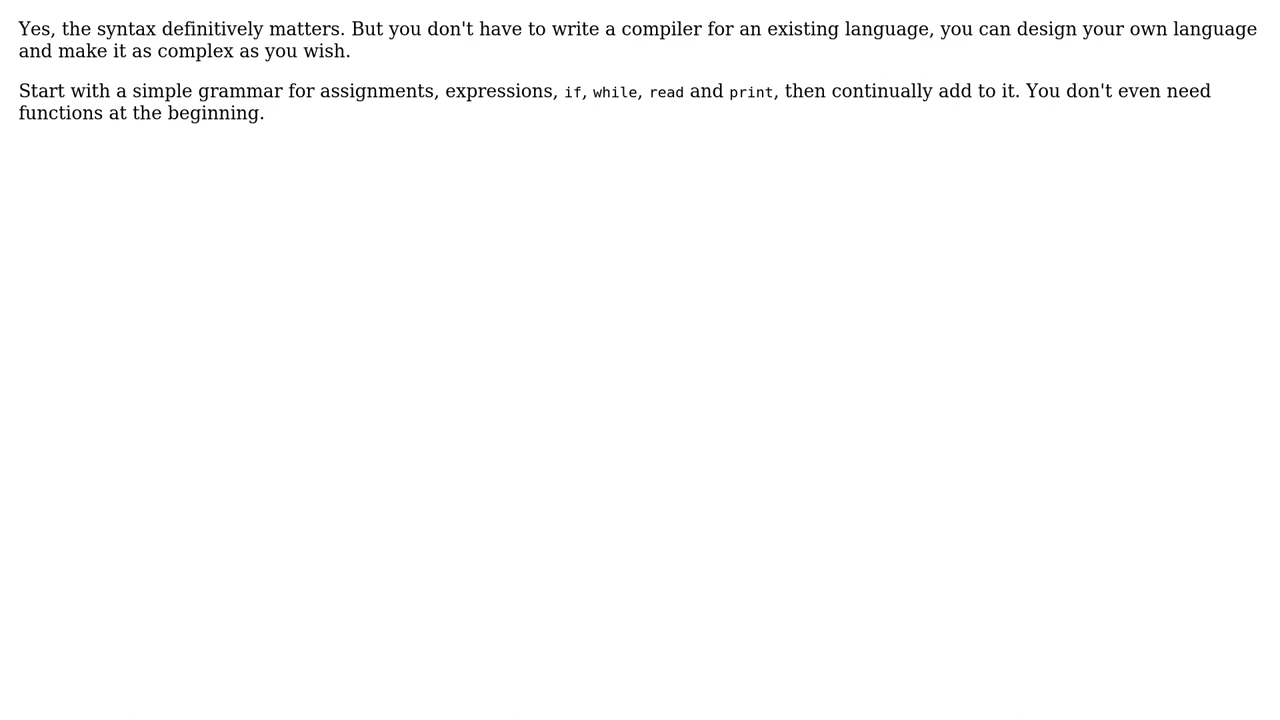 Yes, the syntax definitively matters. But you don't have to write a compiler for an existing language, you can design your own language
and make it as complex as you wish.
Start with a simple grammar for assignments, expressions, if, while, read and print, then continually add to it. You don't even need
functions at the beginning.